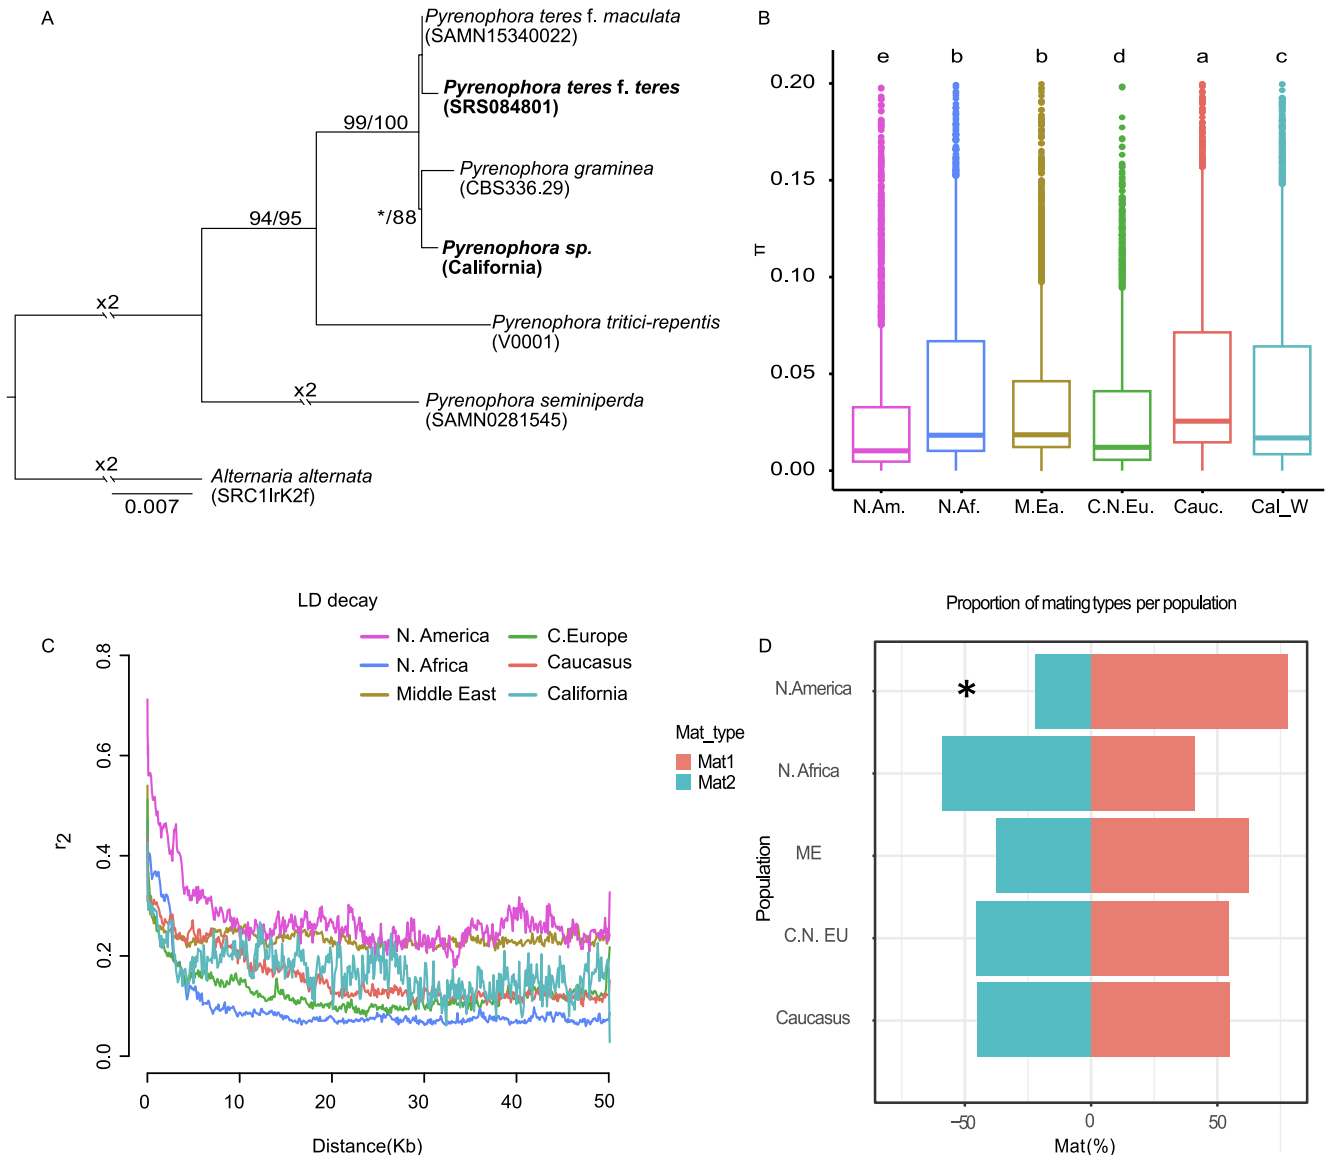 A
Pyrenophora teres f. maculata
(SAMN15340022)
Pyrenophora teres f. teres
(SRS084801)
99/100
Pyrenophora graminea
(CBS336.29)
*/88
94/95
Pyrenophora sp.
(California)
x2
Pyrenophora tritici-repentis
(V0001)
x2
Pyrenophora seminiperda
(SAMN0281545)
x2
Alternaria alternata
(SRC1lrK2f)
0.007
B
e b b d a c
0.20
0.15
π
0.10
0.05
0.00
N.Am. N.Af. M.Ea. C.N.Eu. Cauc. Cal_W
LD decay
C
N. America C.Europe
N. Africa Caucasus
Middle East California
0.8
0.6
r2
0.4
0.2
0.0
0 10 20 30 40 50
Distance(Kb)
Proportion of mating types per population
D
Mat_type
Mat1
Mat2
N.America
*
N. Africa
ME
Population
C.N. EU
Caucasus
-50 0 50
Mat(%)